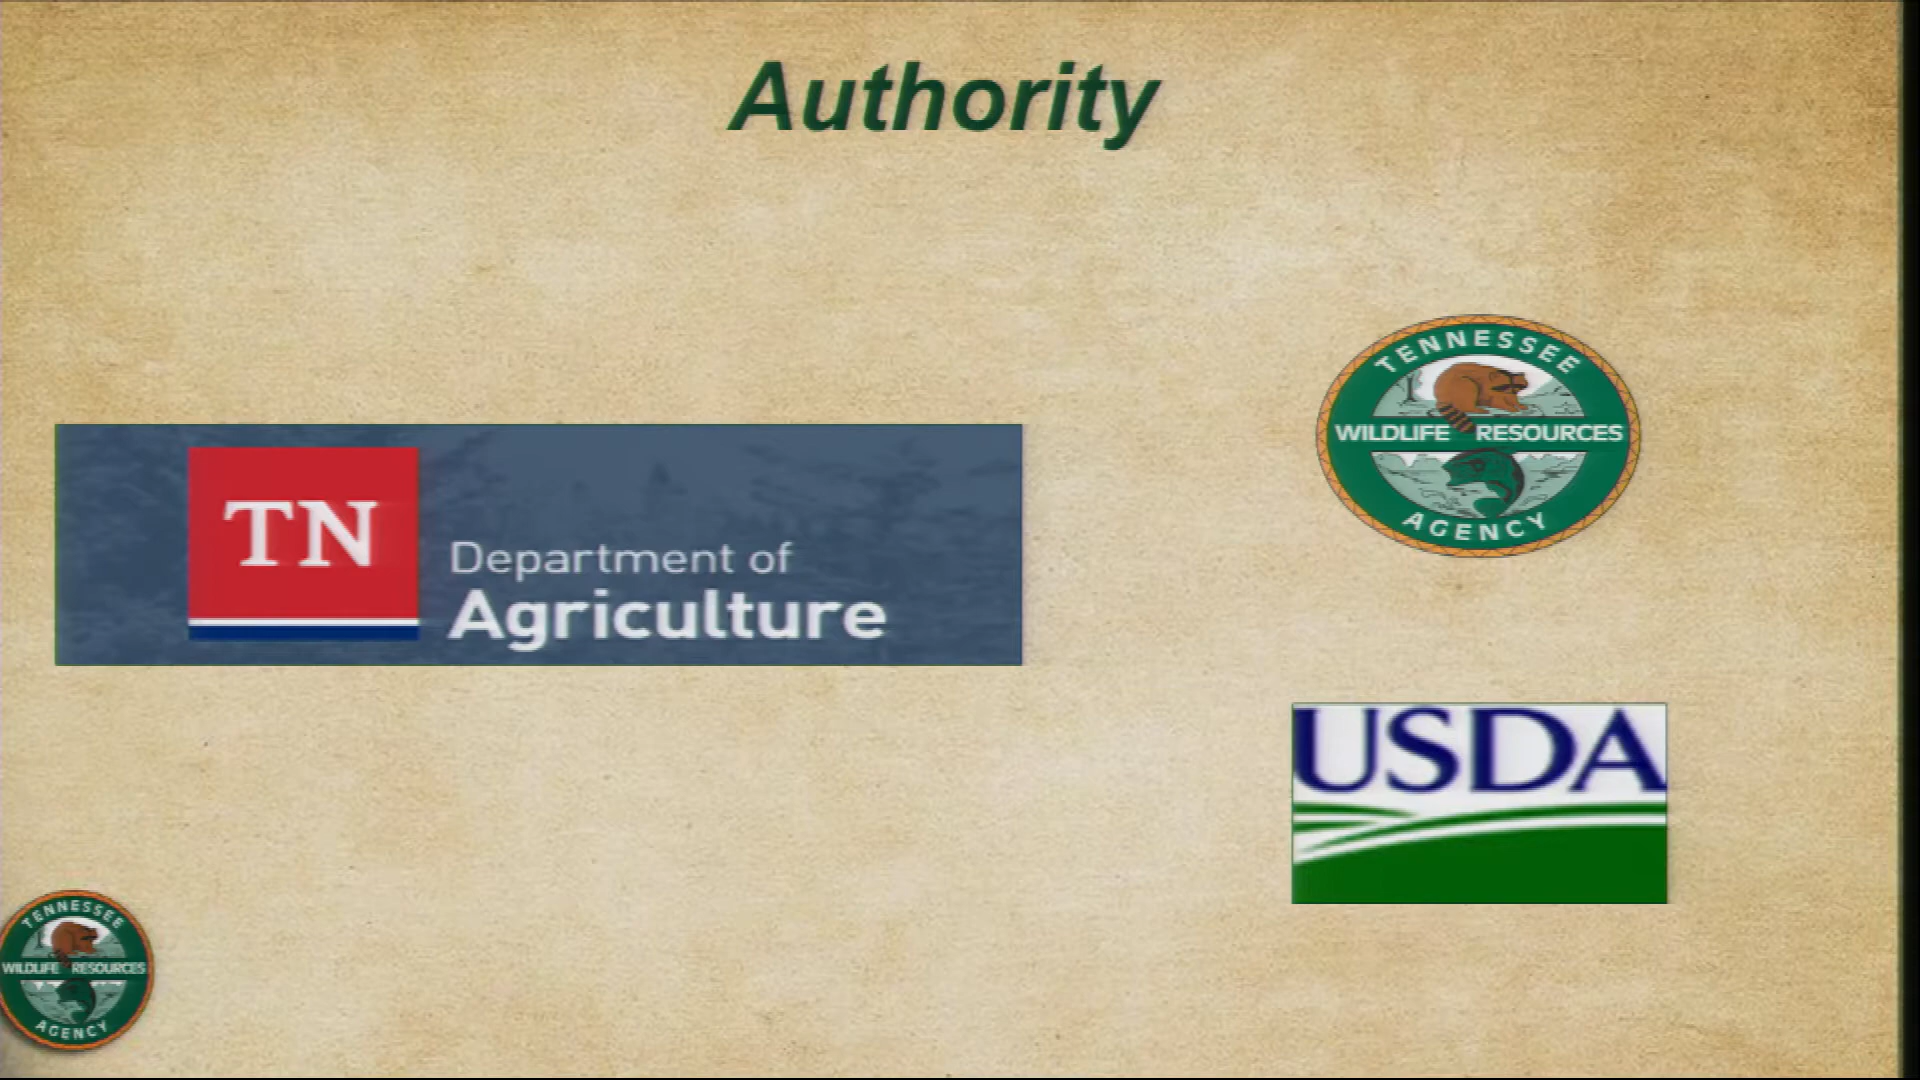 Authority
TN
Department of
Agriculture
TENNESSEE
WILDLIFE RESOURCES
AGENCY
USDA
TENNESSEE
WILDLIFE RESOURCES
AGENCY